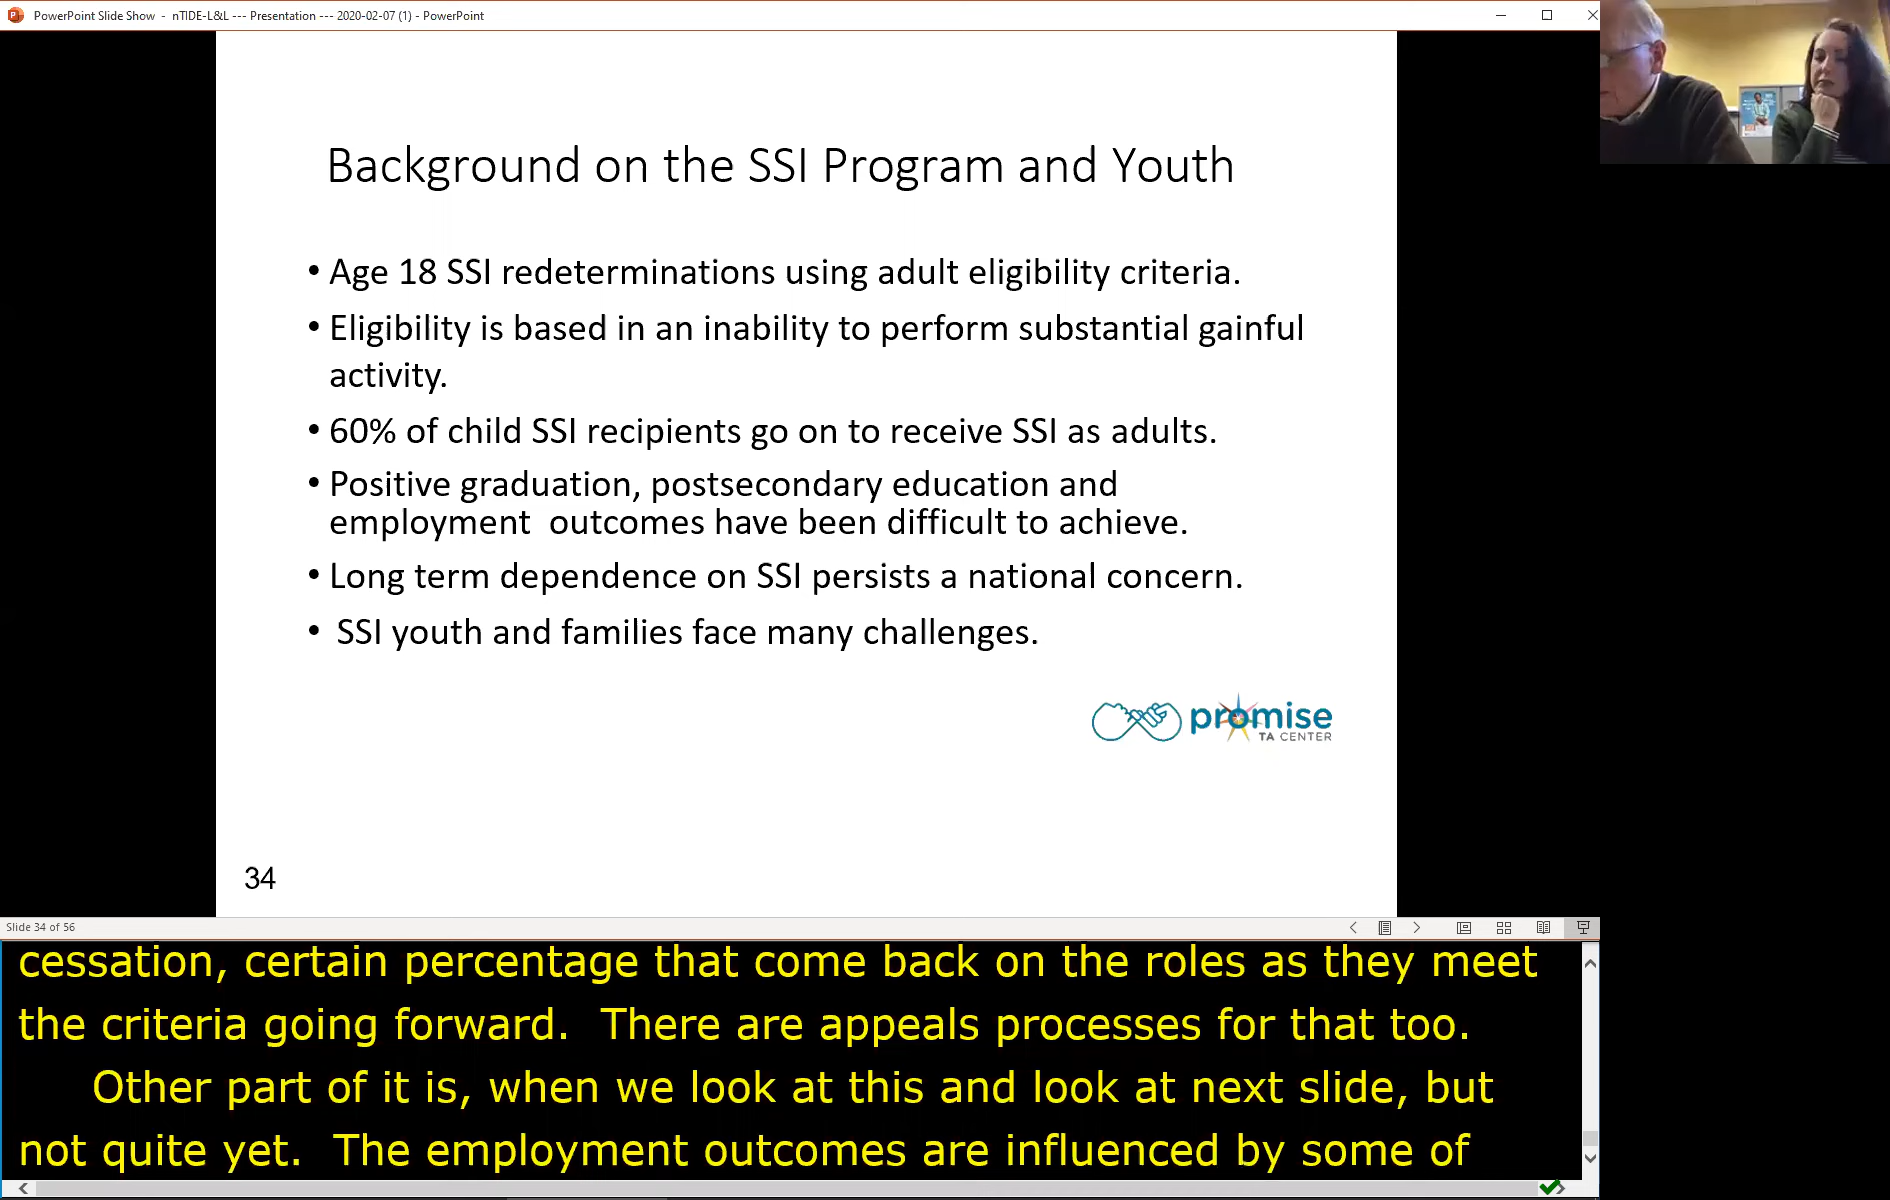 PowerPoint Slide Show - nTIDE-L&L --- Presentation --- 2020-02-07 (1) - PowerPoint
Background on the SSI Program and Youth
• Age 18 SSI redeterminations using adult eligibility criteria.
• Eligibility is based in an inability to perform substantial gainful
activity.
• 60% of child SSI recipients go on to receive SSI as adults.
• Positive graduation, postsecondary education and
employment  outcomes have been difficult to achieve.
• Long term dependence on SSI persists a national concern.
• SSI youth and families face many challenges.
promise
TA CENTER
34
Slide 34 of 56
cessation, certain percentage that come back on the roles as they meet
the criteria going forward.  There are appeals processes for that too.
Other part of it is, when we look at this and look at next slide, but
not quite yet.  The employment outcomes are influenced by some of